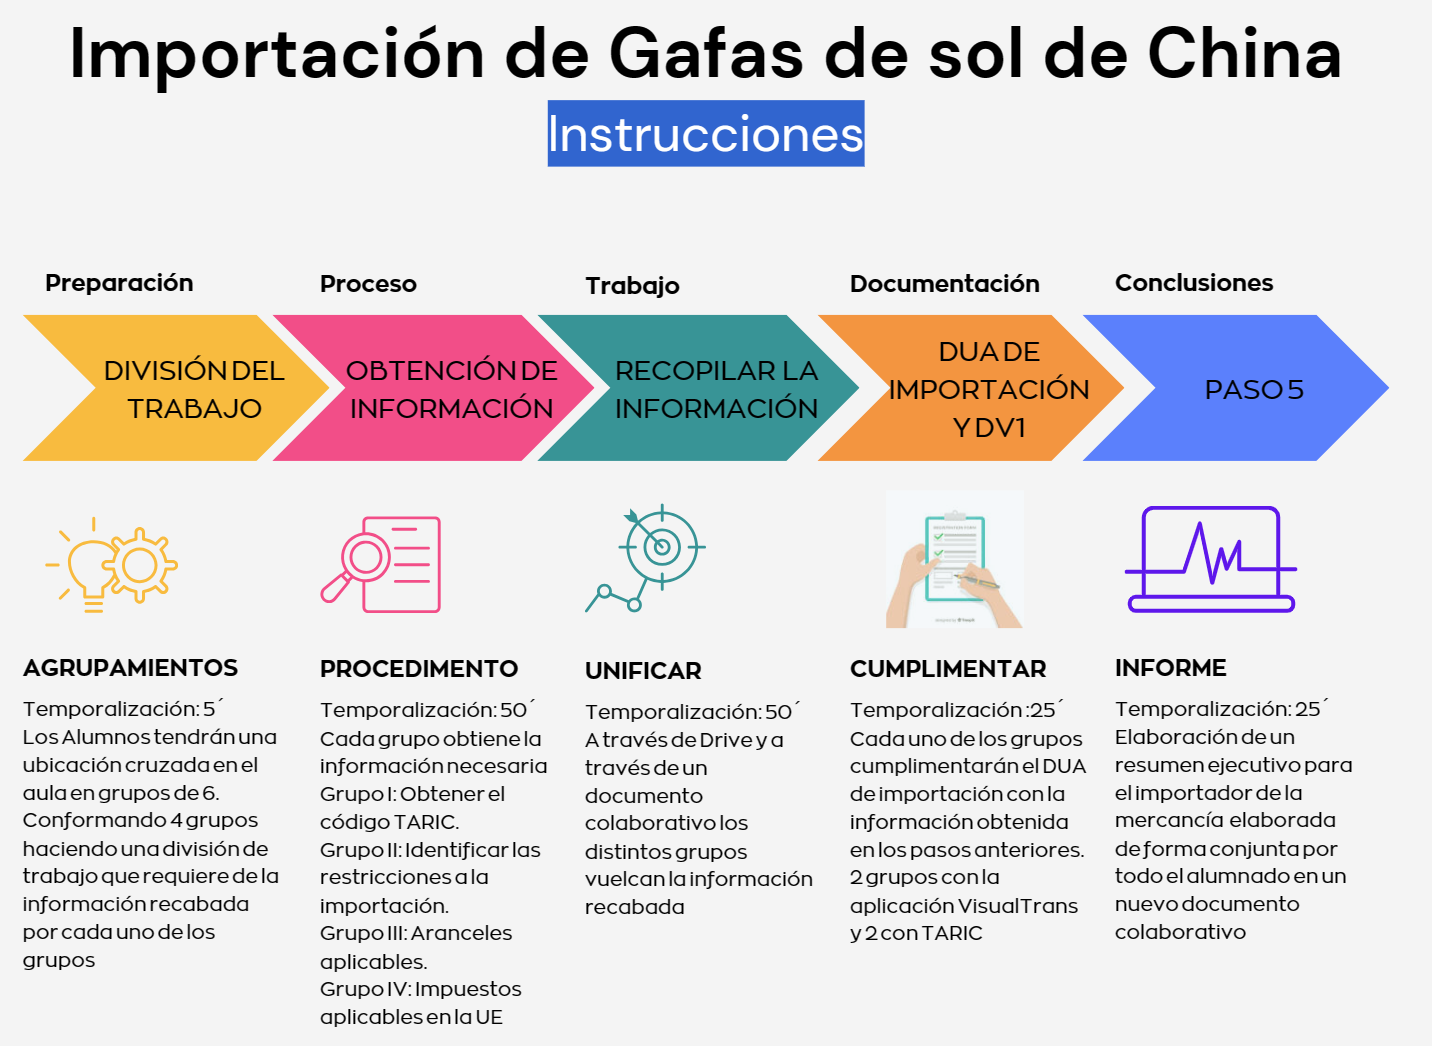 Importación de Gafas de sol de China
Instrucciones
Preparación
DIVISIÓN DEL
TRABAJO
AGRUPAMIENTOS
Temporalización: 5´
Los Alumnos tendrán una
ubicación cruzada en el
aula en grupos de 6.
Conformando 4 grupos
haciendo una división de
trabajo que requiere de la
información recabada
por cada uno de los
grupos
Proceso
OBTENCIÓN DE
INFORMACIÓN
PROCEDIMENTO
Temporalización: 50´
Cada grupo obtiene la
información necesaria
Grupo I: Obtener el
código TARIC.
Grupo II: Identificar las
restricciones a la
importación.
Grupo III: Aranceles
aplicables.
Grupo IV: Impuestos
aplicables en la UE
Trabajo
RECOPILAR LA
INFORMACIÓN
UNIFICAR
Temporalización: 50´
A través de Drive y a
través de un
documento
colaborativo los
distintos grupos
vuelcan la información
recabada
Documentación
DUA DE
IMPORTACIÓN
Y DV1
CUMPLIMENTAR
Temporalización :25´
Cada uno de los grupos
cumplimentarán el DUA
de importación con la
información obtenida
en los pasos anteriores.
2 grupos con la
aplicación VisualTrans
y 2 con TARIC
Conclusiones
PASO 5
INFORME
Temporalización: 25´
Elaboración de un
resumen ejecutivo para
el importador de la
mercancía elaborada
de forma conjunta por
todo el alumnado en un
nuevo documento
colaborativo